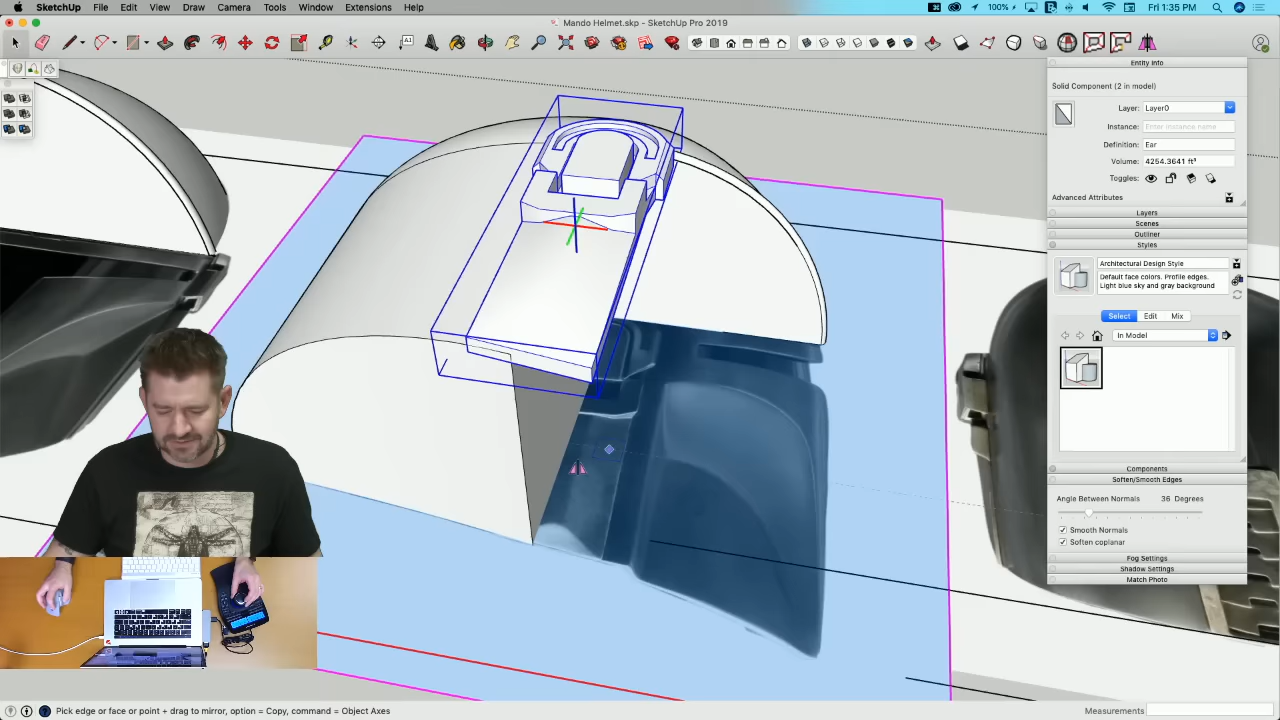 SketchUp File Edit View Draw Camera Tools Window Extensions Help
100% Fri 1:35 PM
Mando Helmet.skp - SketchUp Pro 2019
Entity Info
Solid Component (2 in model)
Layer: Layer0
Instance: Enter instance name
Definition: Ear
Volume: 4254.3641 ft³
Toggles:
Advanced Attributes
Layers
Scenes
Outliner
Styles
Architectural Design Style
Default face colors. Profile edges. Light blue sky and gray background
Select Edit Mix
In Model
Components
Soften/Smooth Edges
Angle Between Normals 36 Degrees
Smooth Normals
Soften coplanar
Fog Settings
Shadow Settings
Match Photo
Pick edge or face or point + drag to mirror, option = Copy, command = Object Axes
Measurements